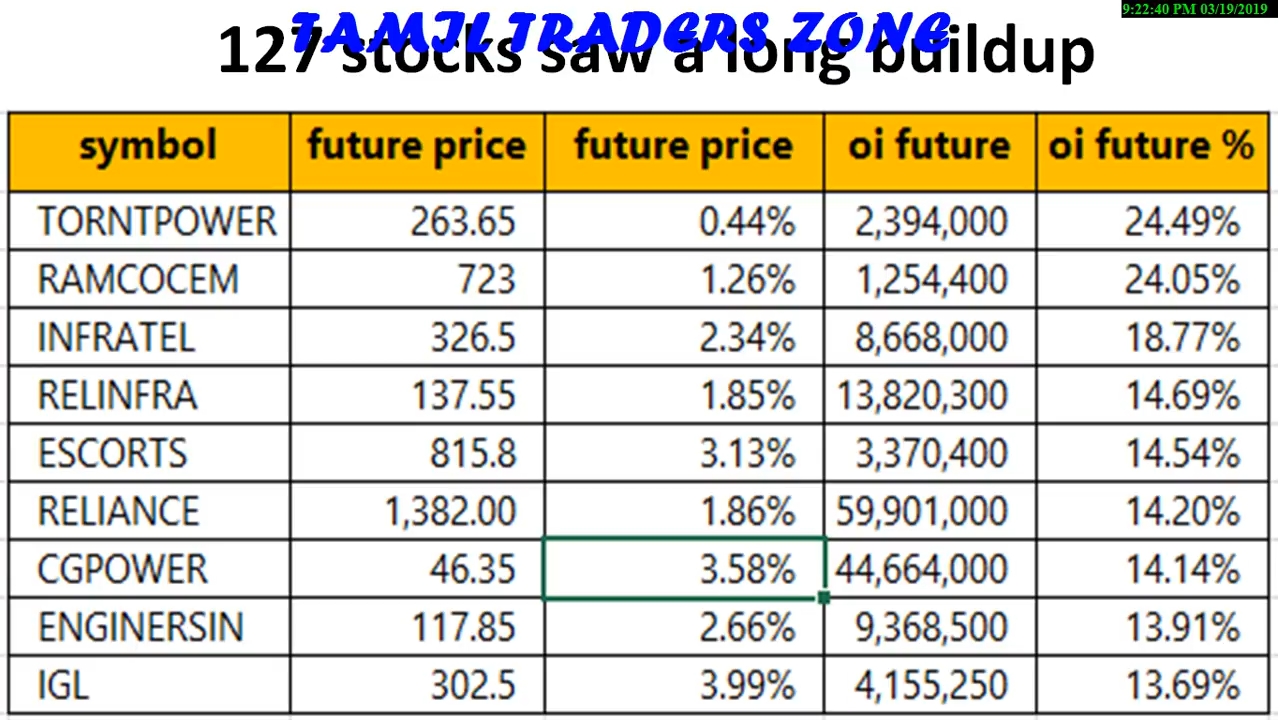 9:22:40 PM 03/19/2019
TAMIL TRADERS ZONE
127 stocks saw a long buildup
symbol future price future price oi future oi future %
TORNTPOWER 263.65 0.44% 2,394,000 24.49%
RAMCOCEM 723 1.26% 1,254,400 24.05%
INFRATEL 326.5 2.34% 8,668,000 18.77%
RELINFRA 137.55 1.85% 13,820,300 14.69%
ESCORTS 815.8 3.13% 3,370,400 14.54%
RELIANCE 1,382.00 1.86% 59,901,000 14.20%
CGPOWER 46.35 3.58% 44,664,000 14.14%
ENGINERSIN 117.85 2.66% 9,368,500 13.91%
IGL 302.5 3.99% 4,155,250 13.69%